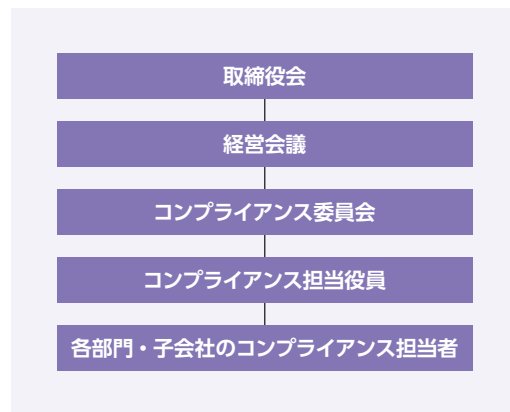 取締役会
経営会議
コンプライアンス委員会
コンプライアンス担当役員
各部門・子会社のコンプライアンス担当者